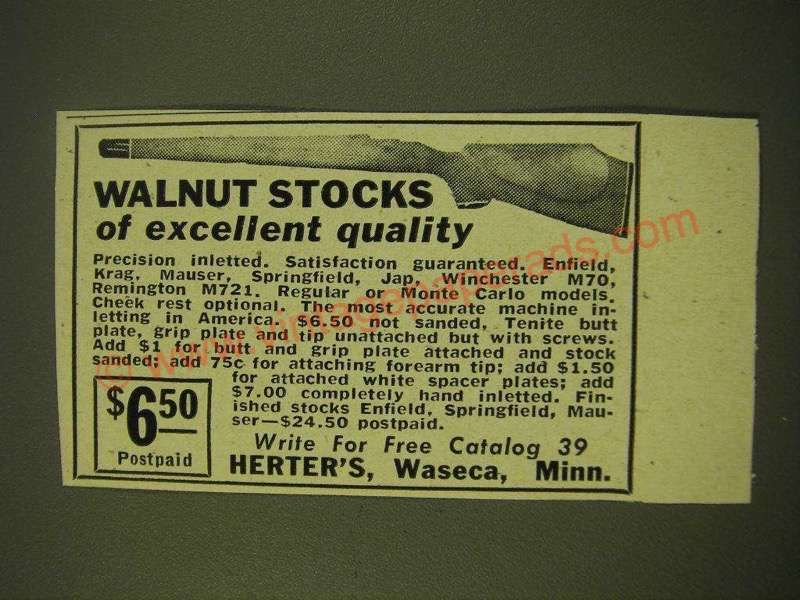 WALNUT STOCKS
of excellent quality
Precision inletted. Satisfaction guaranteed. Enfield,
Krag, Mauser, Springfield, Jap, Winchester M70,
Remington M721. Regular or Monte Carlo models.
Cheek rest optional. The most accurate machine in-
letting in America. $6.50 not sanded, Tenite butt
plate, grip plate and tip unattached but with screws.
Add $1 for butt and grip plate attached and stock
sanded; add 75c for attaching forearm tip; add $1.50
for attached white spacer plates; add
$7.00 completely hand inletted. Fin-
ished stocks Enfield, Springfield, Mau-
ser—$24.50 postpaid.
$6.50
Postpaid
Write For Free Catalog 39
HERTER'S, Waseca, Minn.